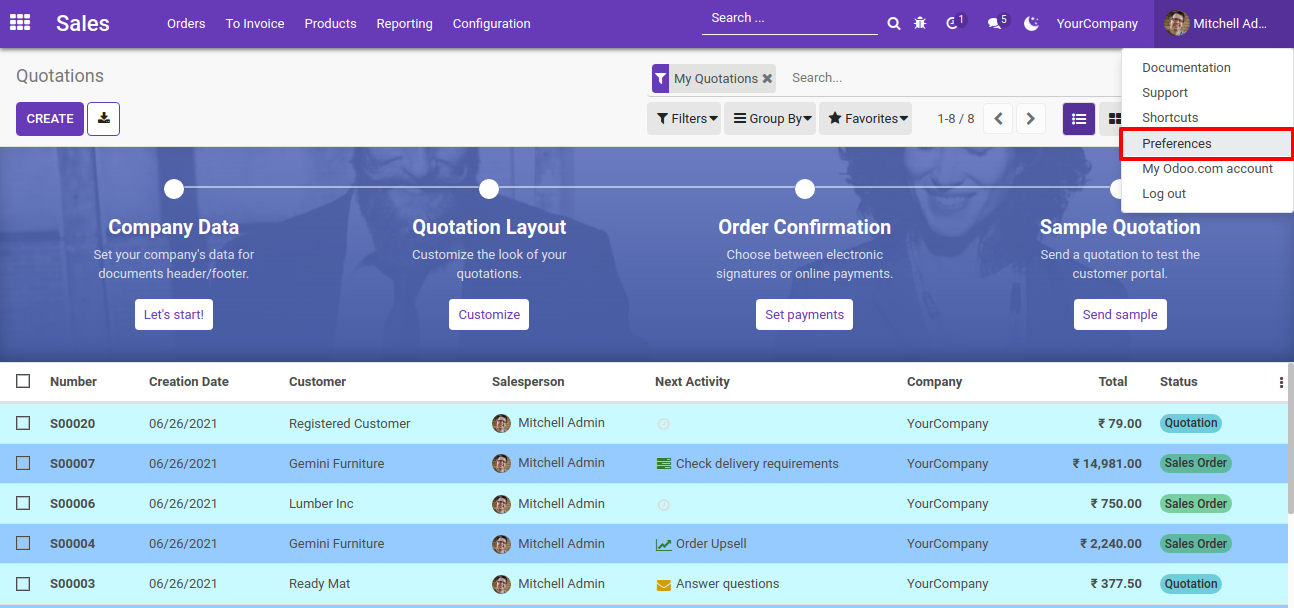 Sales Orders To Invoice Products Reporting Configuration Search ... 1 5 YourCompany Mitchell Ad...
Quotations My Quotations Search...
CREATE Filters Group By Favorites 1-8 / 8
Documentation
Support
Shortcuts
Preferences
My Odoo.com account
Log out
Company Data Quotation Layout Order Confirmation Sample Quotation
Set your company's data for Customize the look of your Choose between electronic Send a quotation to test the
documents header/footer. quotations. signatures or online payments. customer portal.
Let's start! Customize Set payments Send sample
Number Creation Date Customer Salesperson Next Activity Company Total Status
S00020 06/26/2021 Registered Customer Mitchell Admin YourCompany ₹ 79.00 Quotation
S00007 06/26/2021 Gemini Furniture Mitchell Admin Check delivery requirements YourCompany ₹ 14,981.00 Sales Order
S00006 06/26/2021 Lumber Inc Mitchell Admin YourCompany ₹ 750.00 Sales Order
S00004 06/26/2021 Gemini Furniture Mitchell Admin Order Upsell YourCompany ₹ 2,240.00 Sales Order
S00003 06/26/2021 Ready Mat Mitchell Admin Answer questions YourCompany ₹ 377.50 Quotation